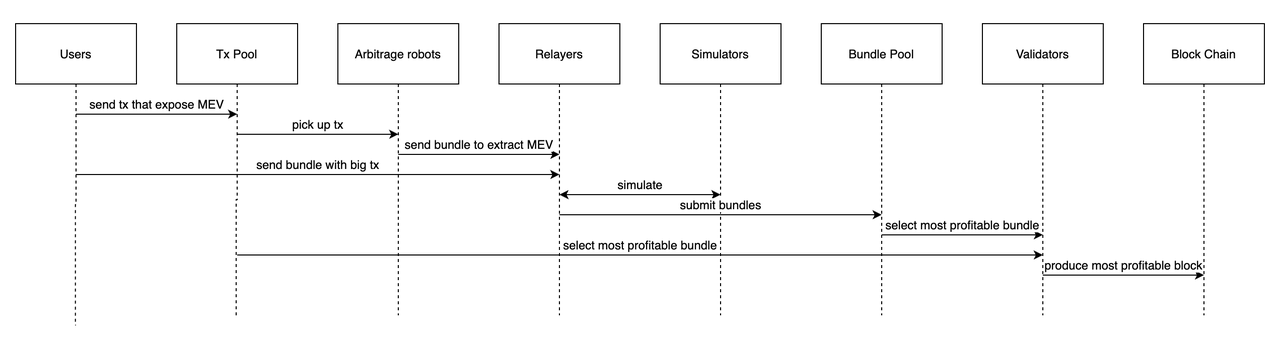 Users
Tx Pool
Arbitrage robots
Relayers
Simulators
Bundle Pool
Validators
Block Chain
send tx that expose MEV
pick up tx
send bundle to extract MEV
send bundle with big tx
simulate
submit bundles
select most profitable bundle
select most profitable bundle
produce most profitable block